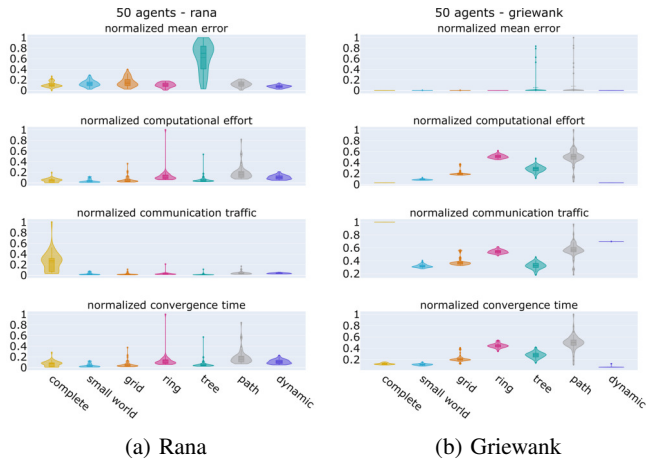 50 agents - rana
normalized mean error
1
0.8
0.6
0.4
0.2
0
normalized computational effort
1
0.8
0.6
0.4
0.2
0
normalized communication traffic
1
0.8
0.6
0.4
0.2
0
normalized convergence time
1
0.8
0.6
0.4
0.2
0
complete
small world
grid
ring
tree
path
dynamic
(a) Rana
50 agents - griewank
normalized mean error
1
0.8
0.6
0.4
0.2
0
normalized computational effort
1
0.8
0.6
0.4
0.2
normalized communication traffic
1
0.8
0.6
0.4
0.2
normalized convergence time
1
0.8
0.6
0.4
0.2
complete
small world
grid
ring
tree
path
dynamic
(b) Griewank